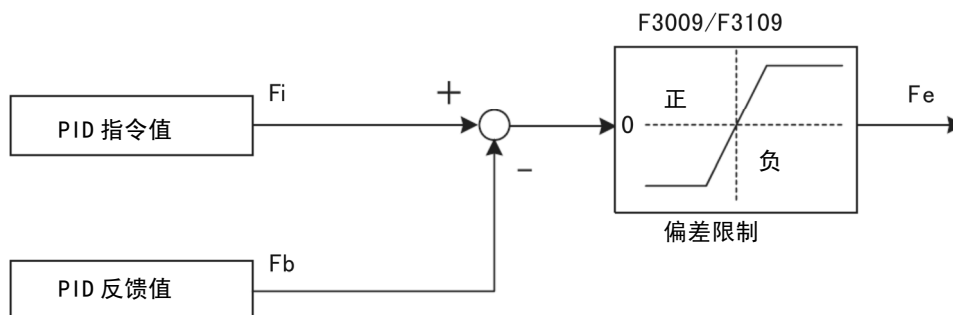 F3009/F3109
Fi
+
正
Fe
PID 指令值
0
-
负
偏差限制
Fb
PID 反馈值